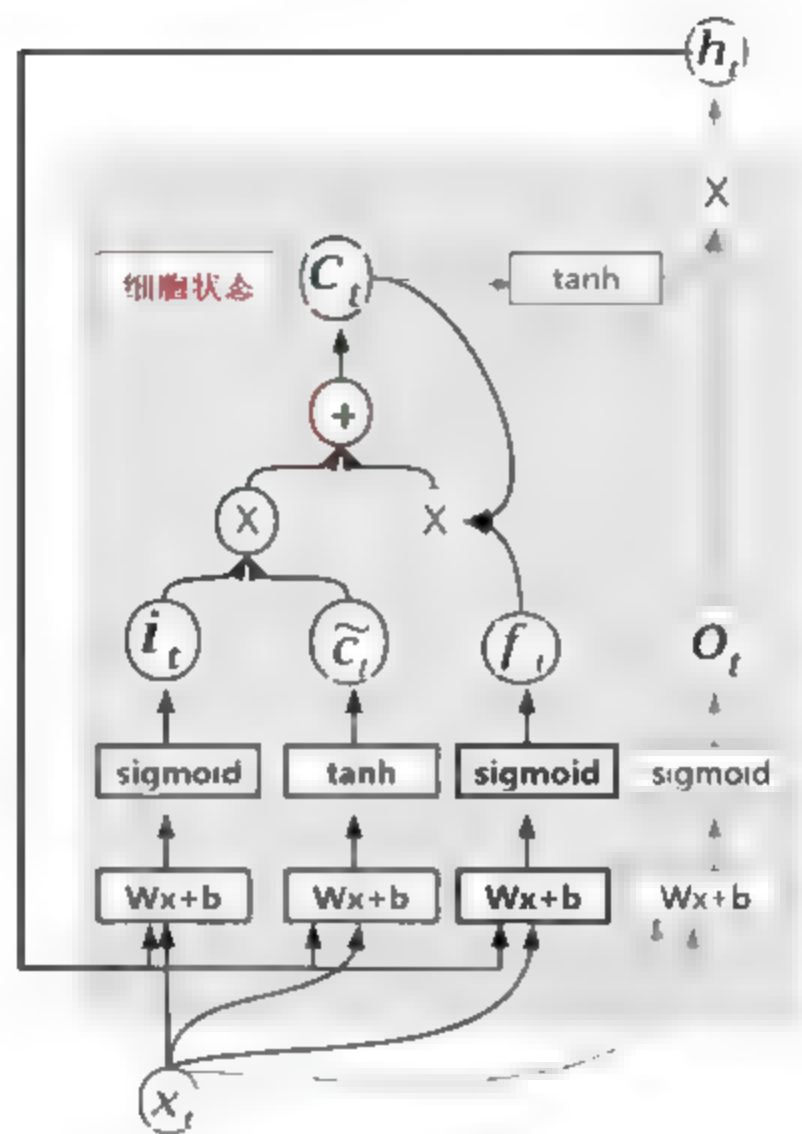 h_t
X
细胞状态 C_t tanh
+
X X
i_t c̃_t f_t O_t
sigmoid tanh sigmoid sigmoid
Wx+b Wx+b Wx+b Wx+b
x_t